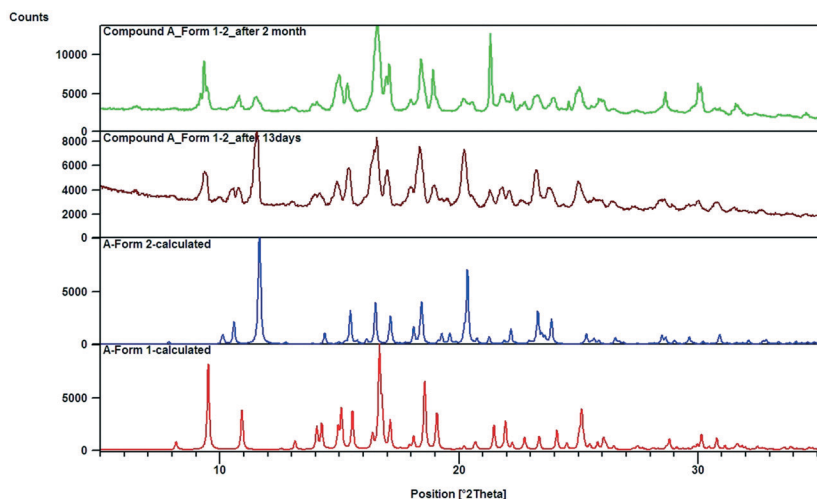 Counts
Compound A_Form 1-2_after 2 month
10000
5000
0
Compound A_Form 1-2_after 13days
8000
6000
4000
2000
0
A-Form 2-calculated
5000
0
A-Form 1-calculated
5000
0
10 20 30
Position [°2Theta]